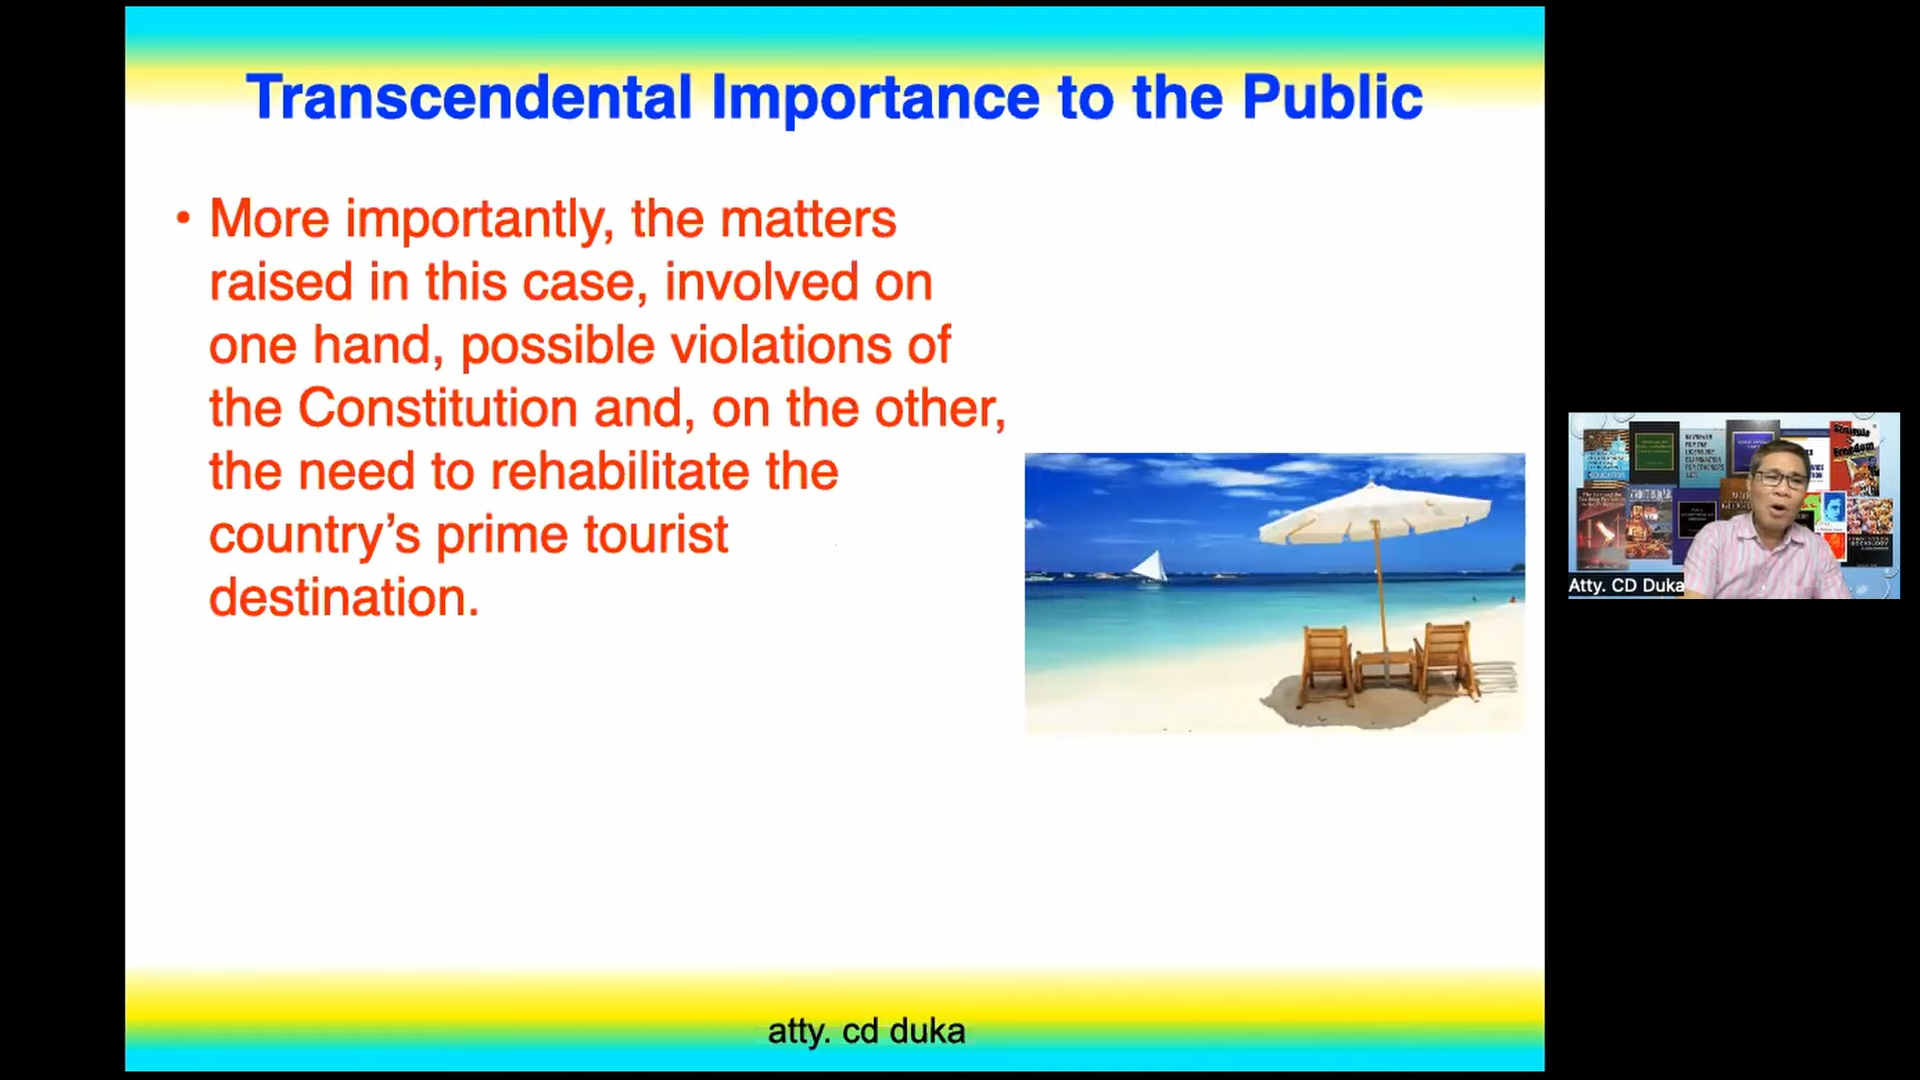 Transcendental Importance to the Public
• More importantly, the matters
raised in this case, involved on
one hand, possible violations of
the Constitution and, on the other,
the need to rehabilitate the
country’s prime tourist
destination.
atty. cd duka
Atty. CD Duka